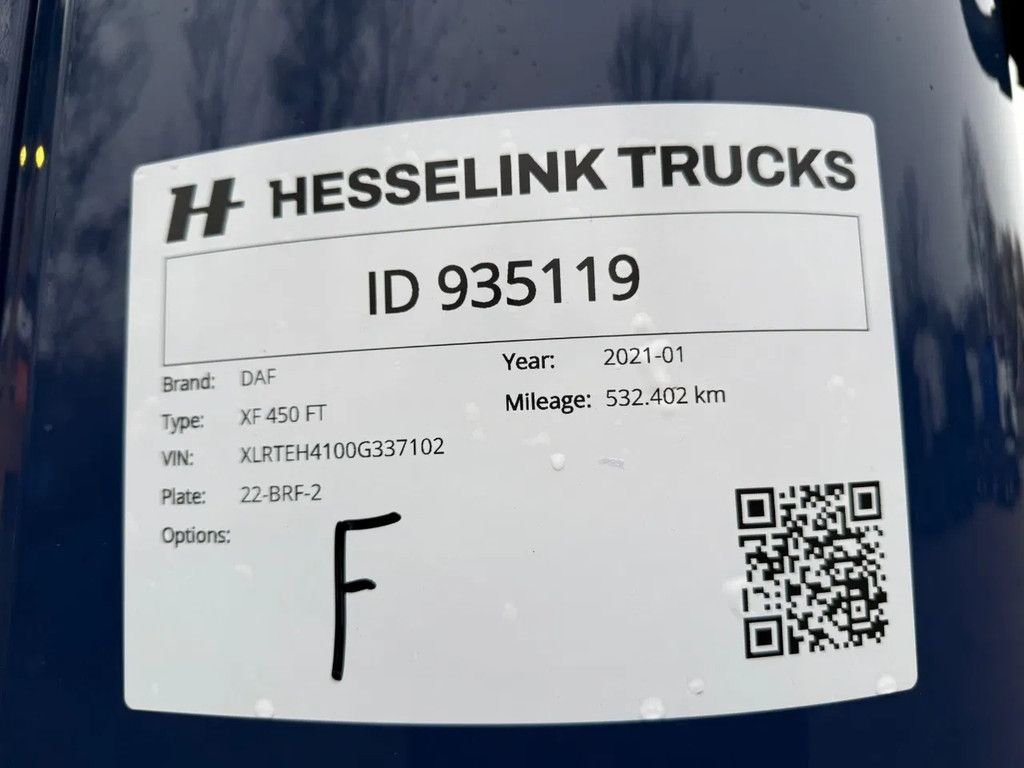 H HESSELINK TRUCKS
ID 935119
Brand: DAF
Type: XF 450 FT
VIN: XLRTEH4100G337102
Plate: 22-BRF-2
Options:
Year: 2021-01
Mileage: 532.402 km
F